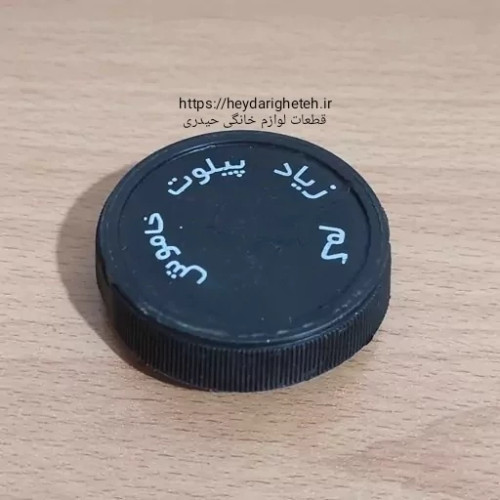 https://heydarigheteh.ir
قطعات لوازم خانگی حیدری
کم زیاد پیلوت خاموش